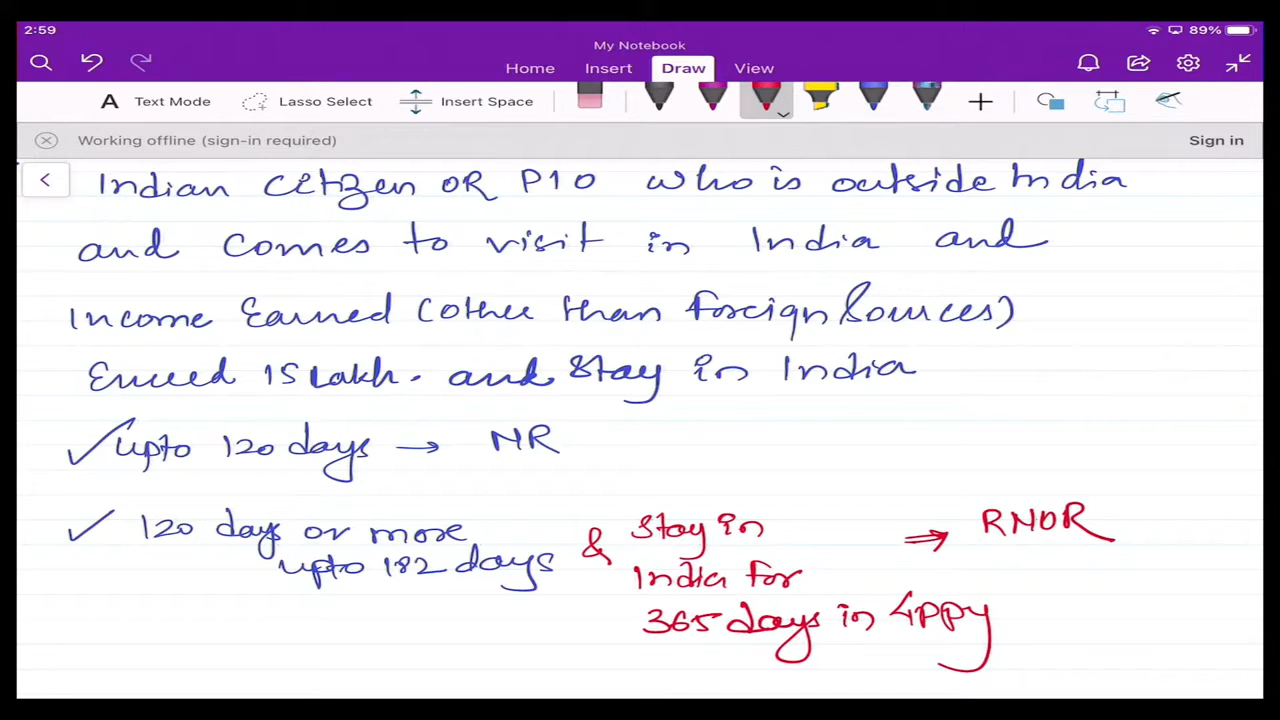 2:59
89%
My Notebook
Home Insert Draw View
Text Mode Lasso Select Insert Space
Working offline (sign-in required) Sign in
Indian Citizen OR PIO who is outside India
and comes to visit in India and
Income Earned (other than foreign Sources)
Exceed 15 Lakh. and Stay in India
upto 120 days → NR
120 days or more upto 182 days & Stay in India for 365 days in 4PPY ⇒ RNOR